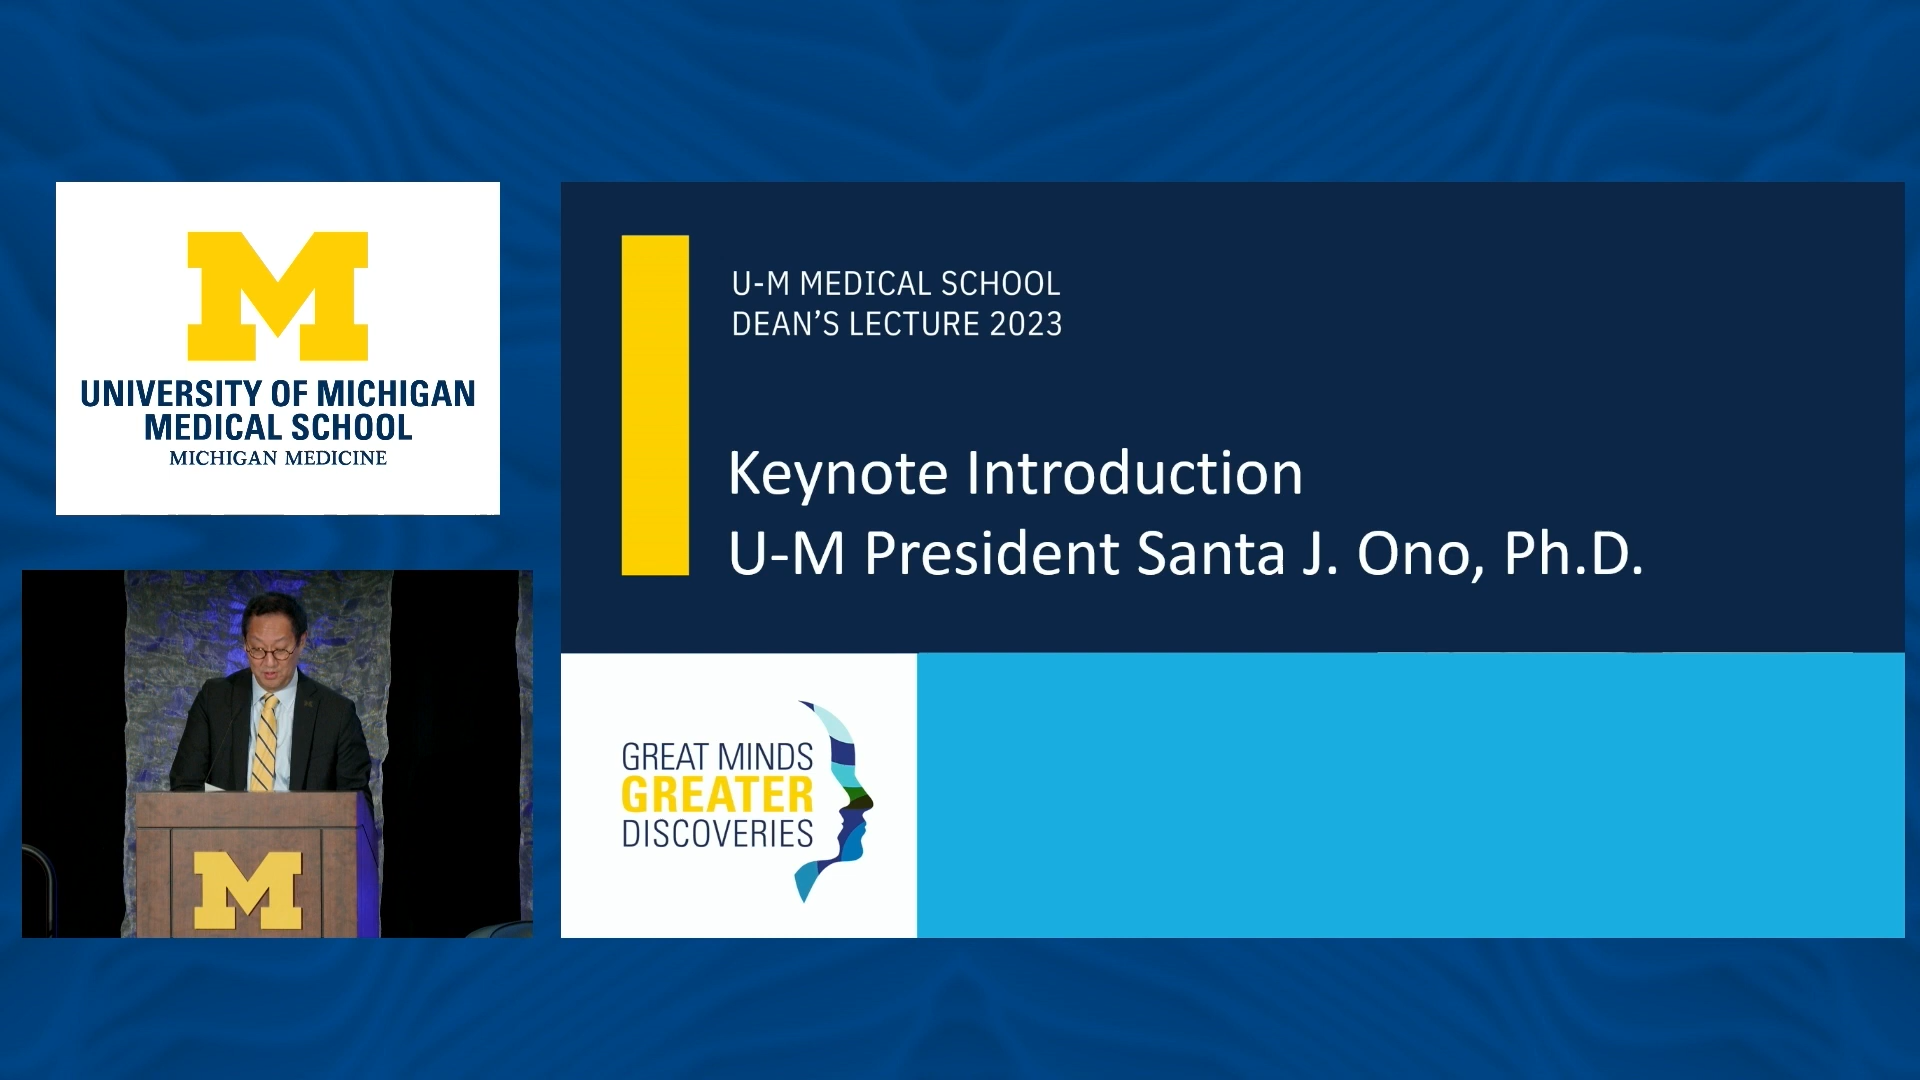 M
UNIVERSITY OF MICHIGAN
MEDICAL SCHOOL
MICHIGAN MEDICINE
U-M MEDICAL SCHOOL
DEAN’S LECTURE 2023
Keynote Introduction
U-M President Santa J. Ono, Ph.D.
GREAT MINDS
GREATER
DISCOVERIES
M